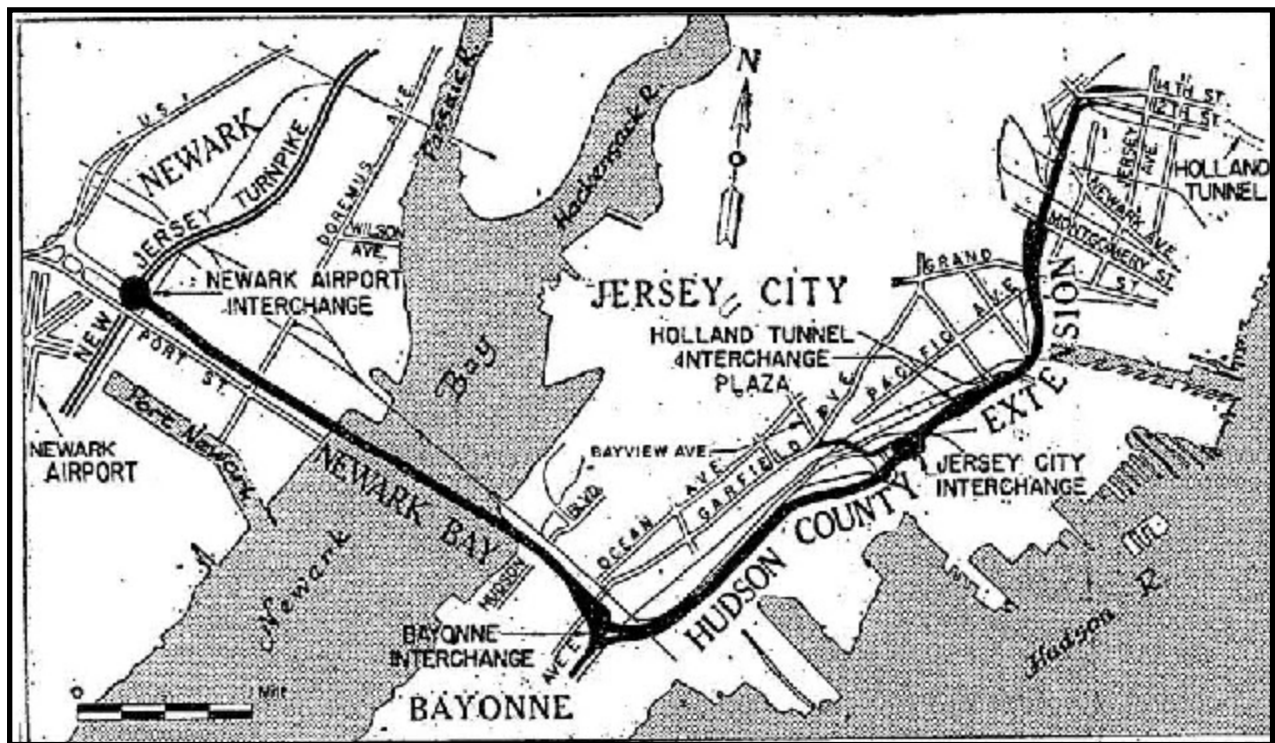 U.S. 1
NEWARK
NEW JERSEY TURNPIKE
DOREMUS AVE
WILSON
AVE.
Passaic R.
Hackensack R.
N
NEWARK AIRPORT
INTERCHANGE
PORT ST.
Port Newark
NEWARK
AIRPORT
Newark Bay
NEWARK BAY
HUDSON COUNTY EXTENSION
JERSEY CITY
HOLLAND TUNNEL
INTERCHANGE
PLAZA
BAYVIEW AVE.
OCEAN AVE
GARFIELD AVE
PACIFIC AVE
GRAND ST
14TH ST.
12TH ST.
JERSEY
AVE.
HOLLAND
TUNNEL
NEWARK AVE.
MONTGOMERY ST.
JERSEY CITY
INTERCHANGE
HUDSON BLVD.
BAYONNE
INTERCHANGE
AVE E
BAYONNE
Hudson R
0
1 Mile